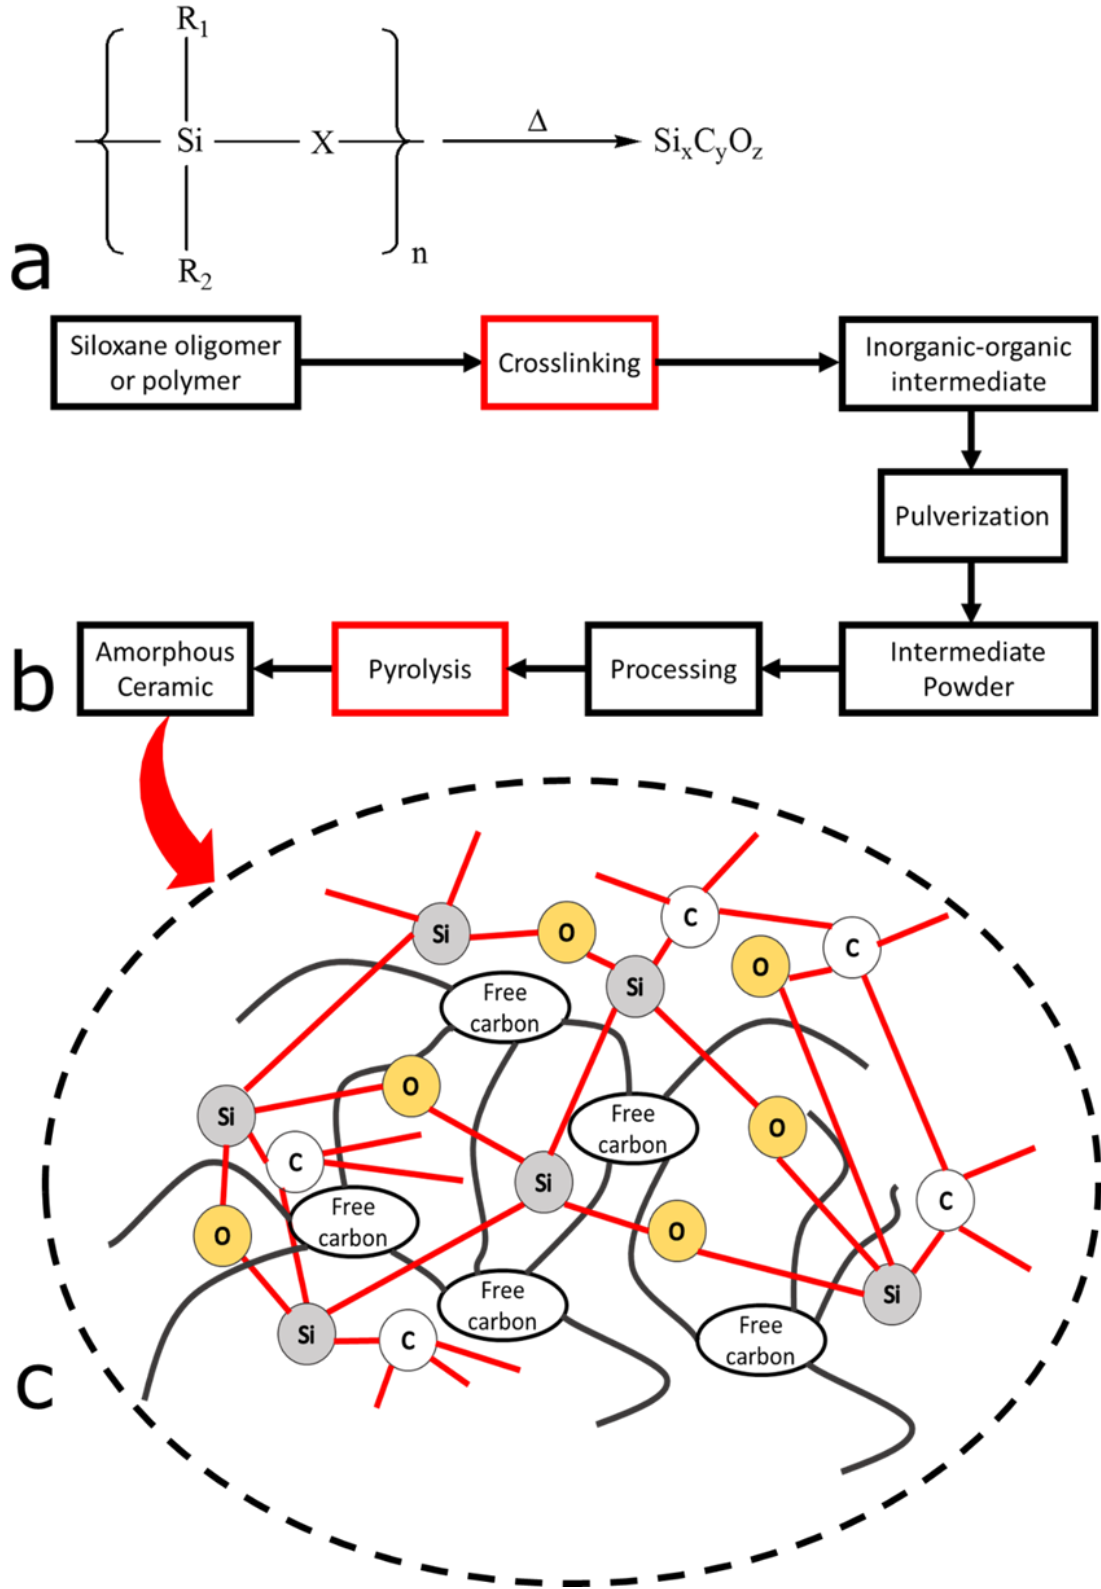 R₁
Si
X
Δ
SiₓCᵧO_z
n
R₂
a
Siloxane oligomer
or polymer
Crosslinking
Inorganic-organic
intermediate
Pulverization
Intermediate
Powder
Processing
Pyrolysis
Amorphous
Ceramic
b
Si
O
C
C
O
Si
Free
carbon
O
Si
Free
carbon
O
C
Si
C
Free
carbon
O
O
Free
carbon
Si
Si
C
Free
carbon
c